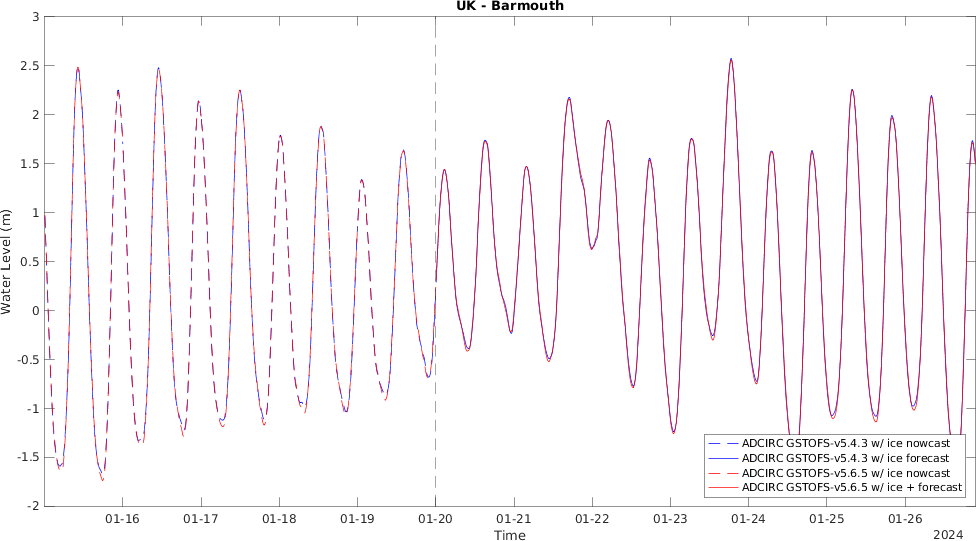 UK - Barmouth
3
2.5
2
1.5
1
0.5
0
-0.5
-1
-1.5
-2
Water Level (m)
ADCIRC GSTOFS-v5.4.3 w/ ice nowcast
ADCIRC GSTOFS-v5.4.3 w/ ice forecast
ADCIRC GSTOFS-v5.6.5 w/ ice nowcast
ADCIRC GSTOFS-v5.6.5 w/ ice + forecast
01-16 01-17 01-18 01-19 01-20 01-21 01-22 01-23 01-24 01-25 01-26
Time
2024